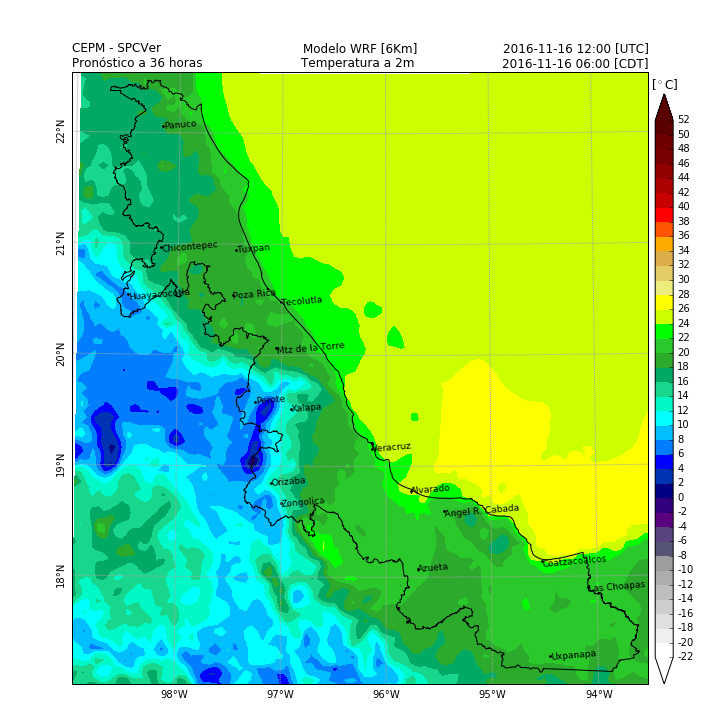 CEPM - SPCVer
Modelo WRF [6Km]
2016-11-16 12:00 [UTC]
Pronóstico a 36 horas
Temperatura a 2m
2016-11-16 06:00 [CDT]
[°C]
52
50
48
46
44
42
40
38
36
34
32
30
28
26
24
22
20
18
16
14
12
10
8
6
4
2
0
-2
-4
-6
-8
-10
-12
-14
-16
-18
-20
-22
22°N
21°N
20°N
19°N
18°N
Panuco
Chicontepec
Tuxpan
Huayacocotla
Poza Rica
Tecolutla
Mtz de la Torre
Perote
Xalapa
Veracruz
Orizaba
Alvarado
Zongolica
Angel R. Cabada
Azueta
Coatzacoalcos
Las Choapas
Uxpanapa
98°W
97°W
96°W
95°W
94°W